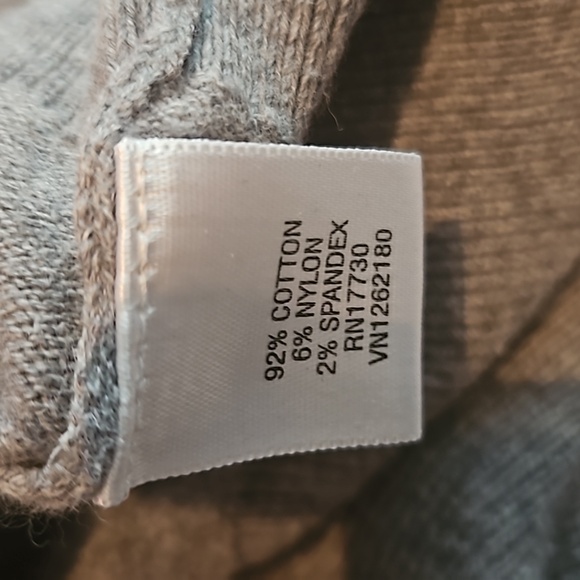 92% COTTON
6% NYLON
2% SPANDEX
RN17730
VN1262180